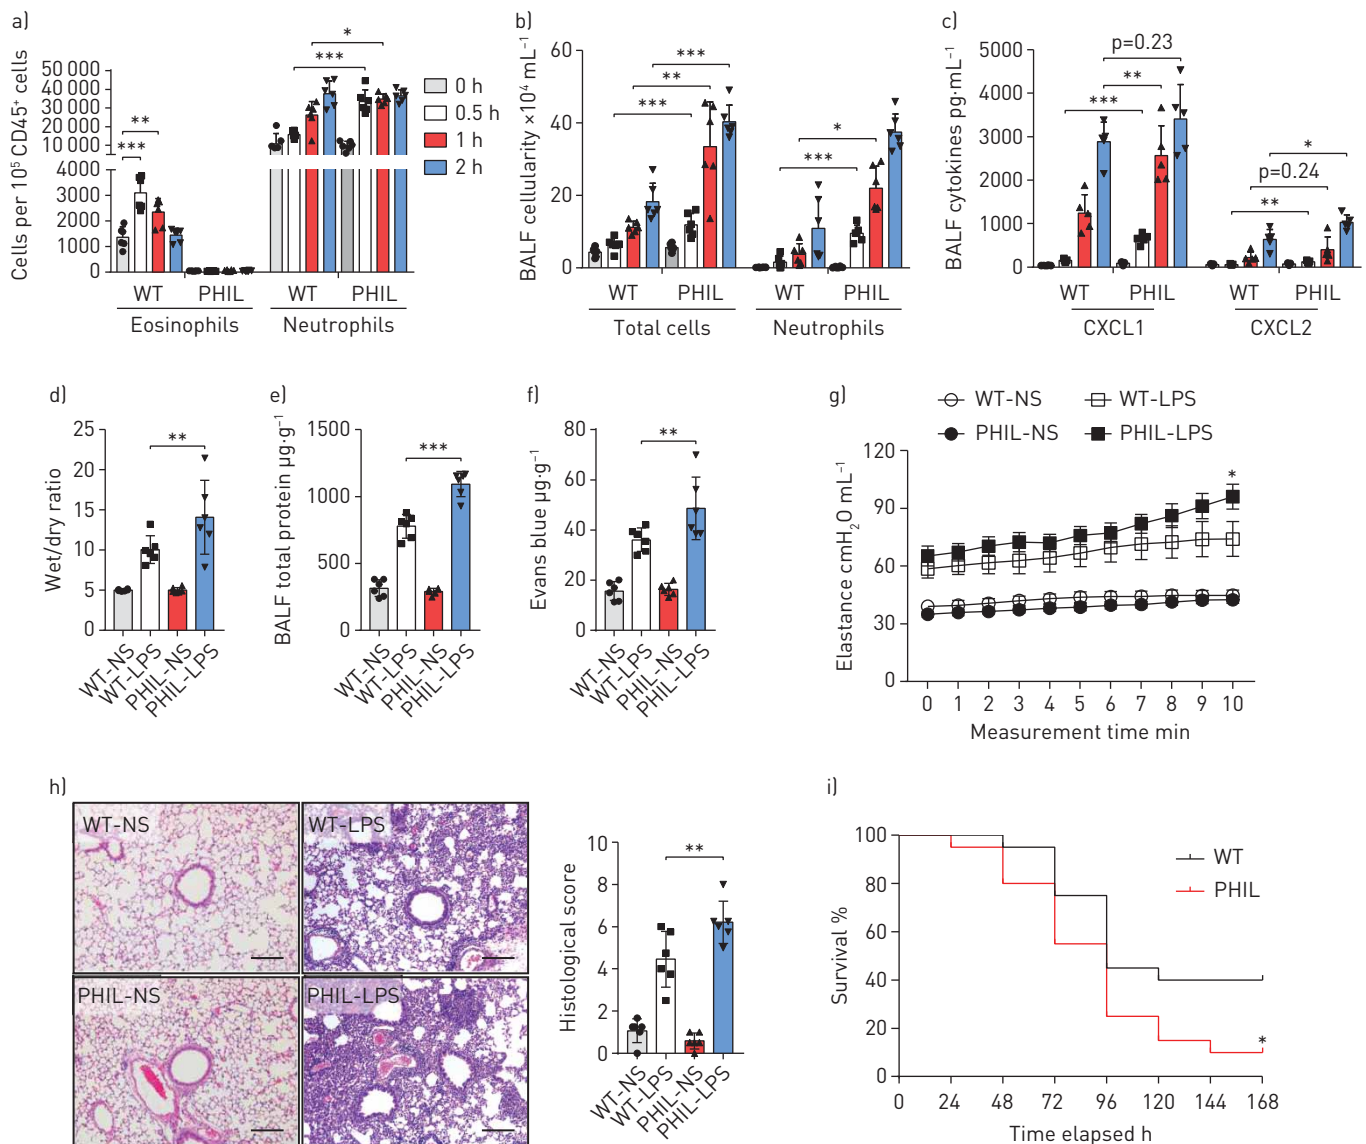 a)
Cells per 10⁵ CD45⁺ cells
50 000
40 000
30 000
20 000
10 000
4000
3000
2000
1000
0
***
**
***
*
0 h
0.5 h
1 h
2 h
WT
PHIL
WT
PHIL
Eosinophils
Neutrophils
b)
BALF cellularity ×10⁴ mL⁻¹
60
40
20
0
***
**
***
***
*
WT
PHIL
WT
PHIL
Total cells
Neutrophils
c)
BALF cytokines pg·mL⁻¹
5000
4000
3000
2000
1000
0
p=0.23
**
***
*
p=0.24
**
WT
PHIL
WT
PHIL
CXCL1
CXCL2
d)
Wet/dry ratio
25
20
15
10
5
0
**
WT-NS
WT-LPS
PHIL-NS
PHIL-LPS
e)
BALF total protein µg·g⁻¹
1500
1000
500
0
***
WT-NS
WT-LPS
PHIL-NS
PHIL-LPS
f)
Evans blue µg·g⁻¹
80
60
40
20
0
**
WT-NS
WT-LPS
PHIL-NS
PHIL-LPS
g)
WT-NS
WT-LPS
PHIL-NS
PHIL-LPS
Elastance cmH₂O mL⁻¹
120
90
60
30
0
*
0 1 2 3 4 5 6 7 8 9 10
Measurement time min
h)
WT-NS
WT-LPS
PHIL-NS
PHIL-LPS
Histological score
10
8
6
4
2
0
**
WT-NS
WT-LPS
PHIL-NS
PHIL-LPS
i)
Survival %
100
80
60
40
20
0
WT
PHIL
*
0 24 48 72 96 120 144 168
Time elapsed h